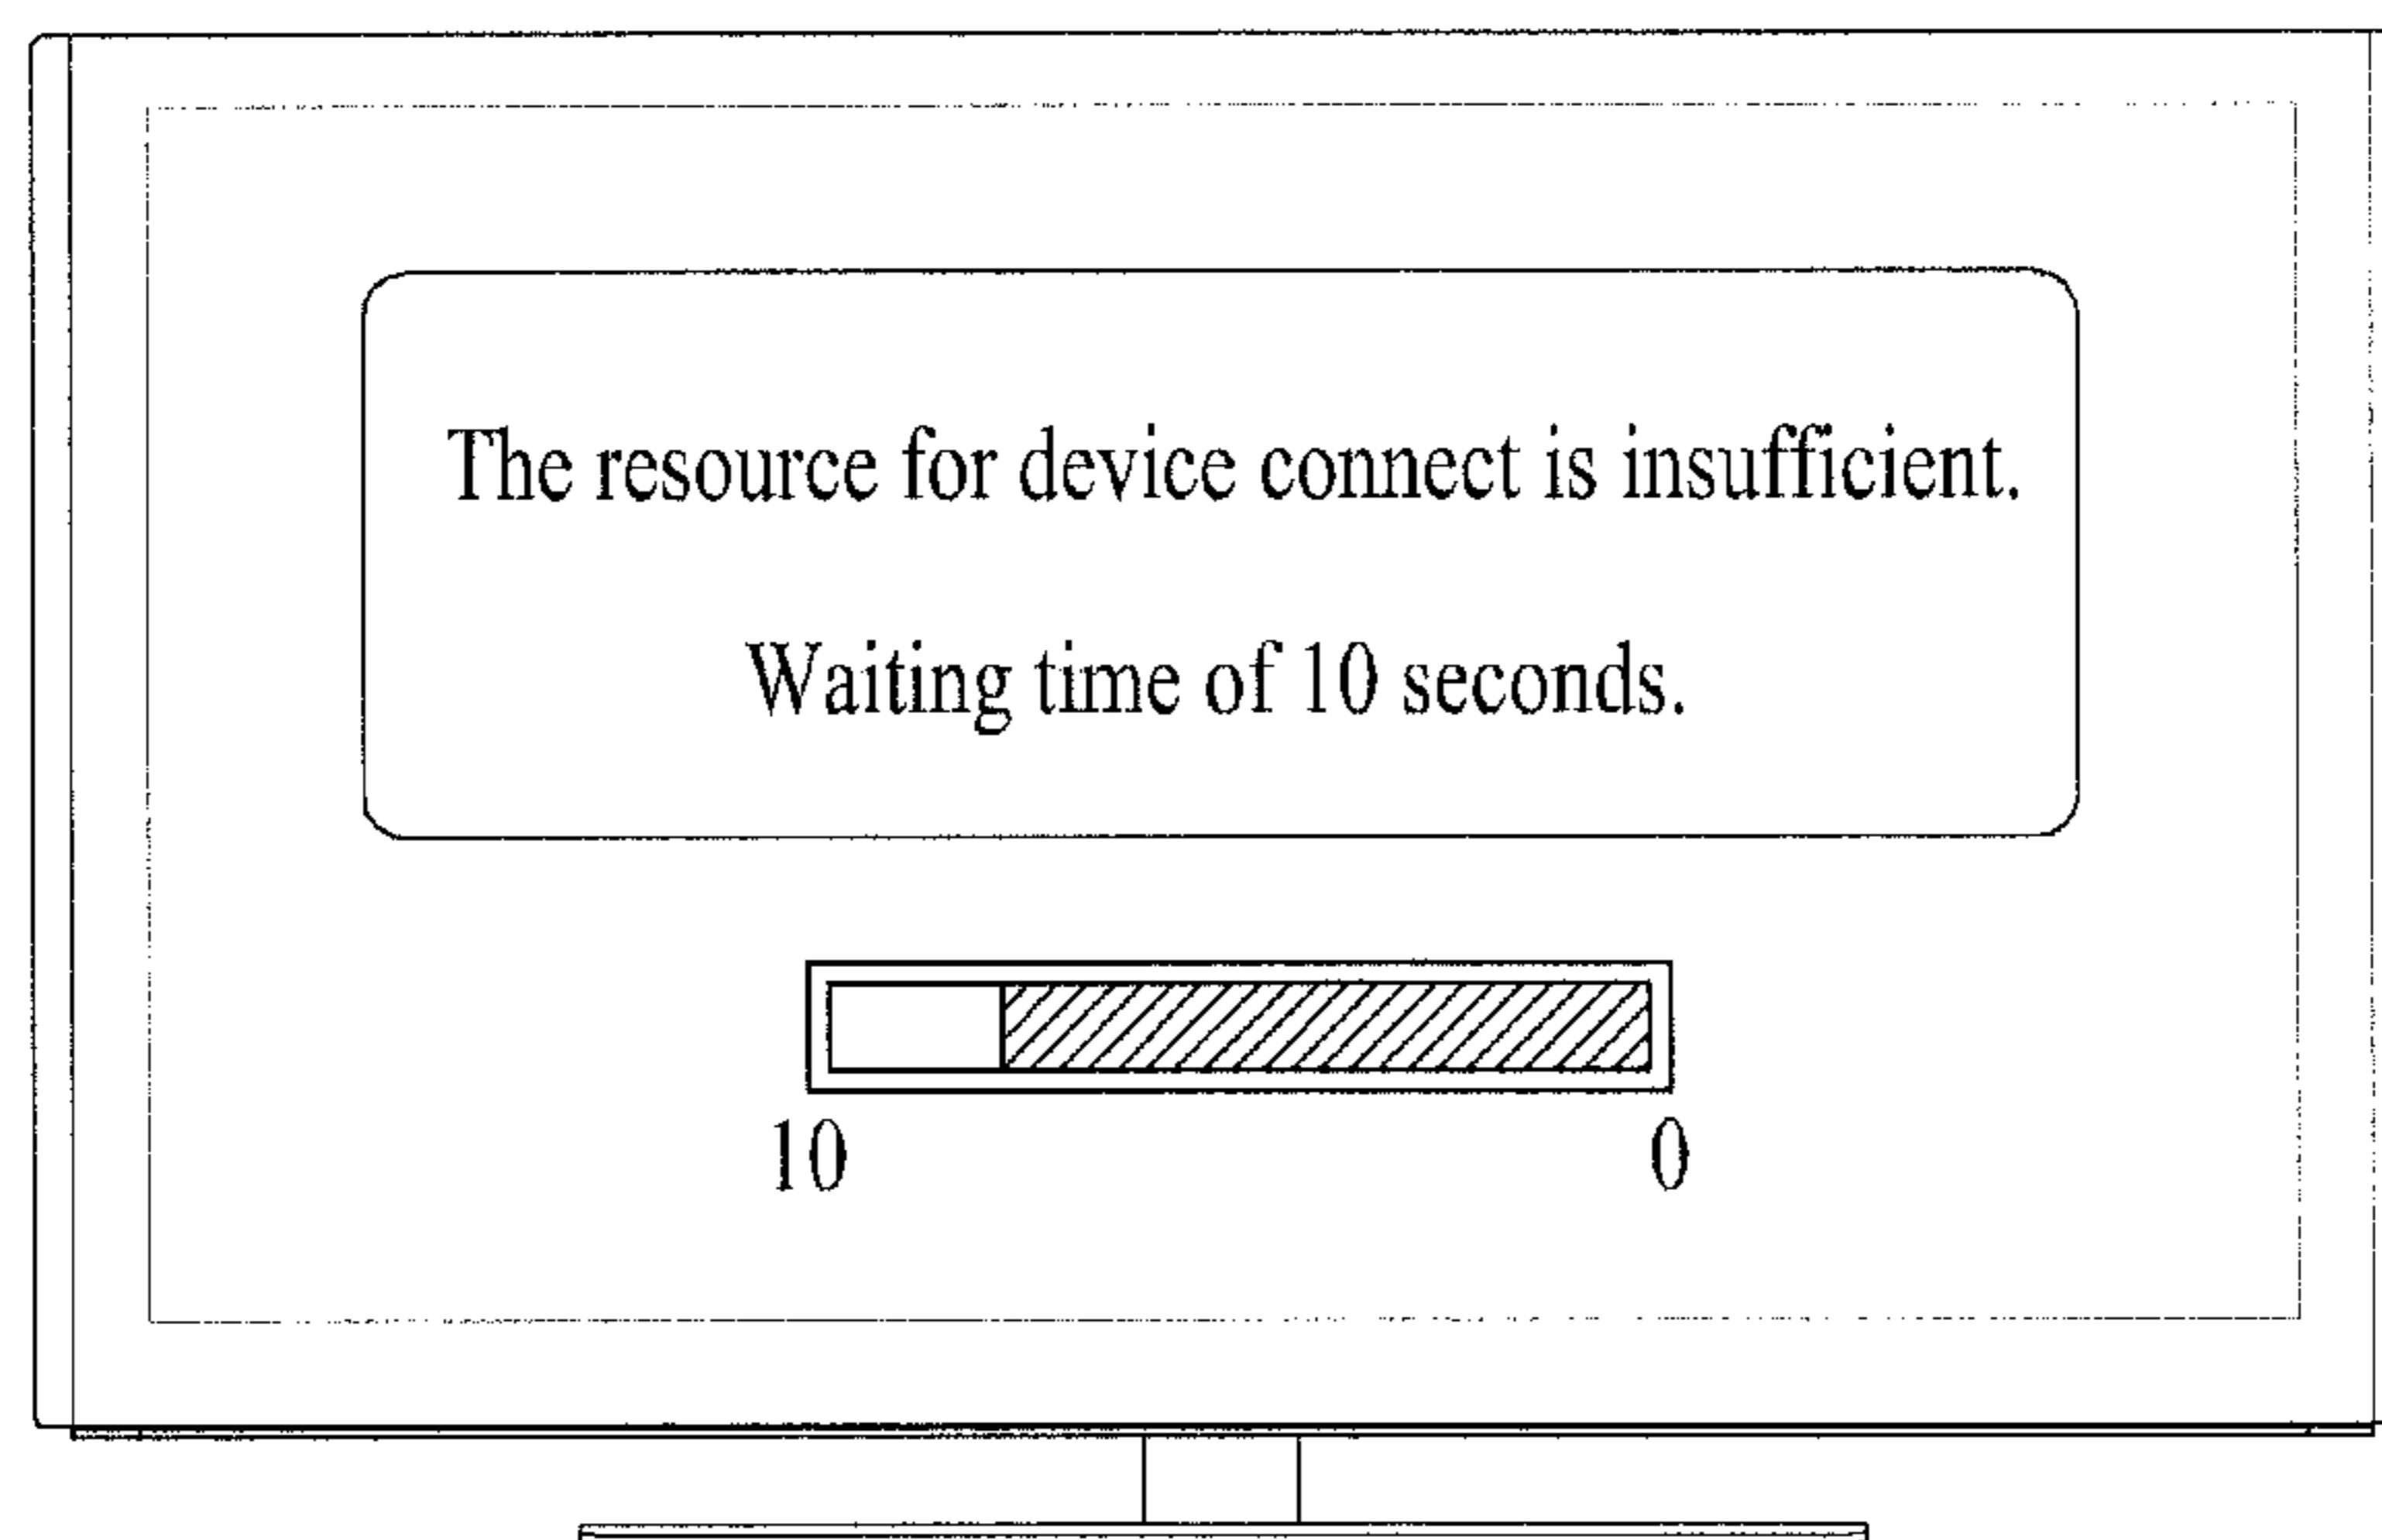 The resource for device connect is insufficient.
Waiting time of 10 seconds.
10 0